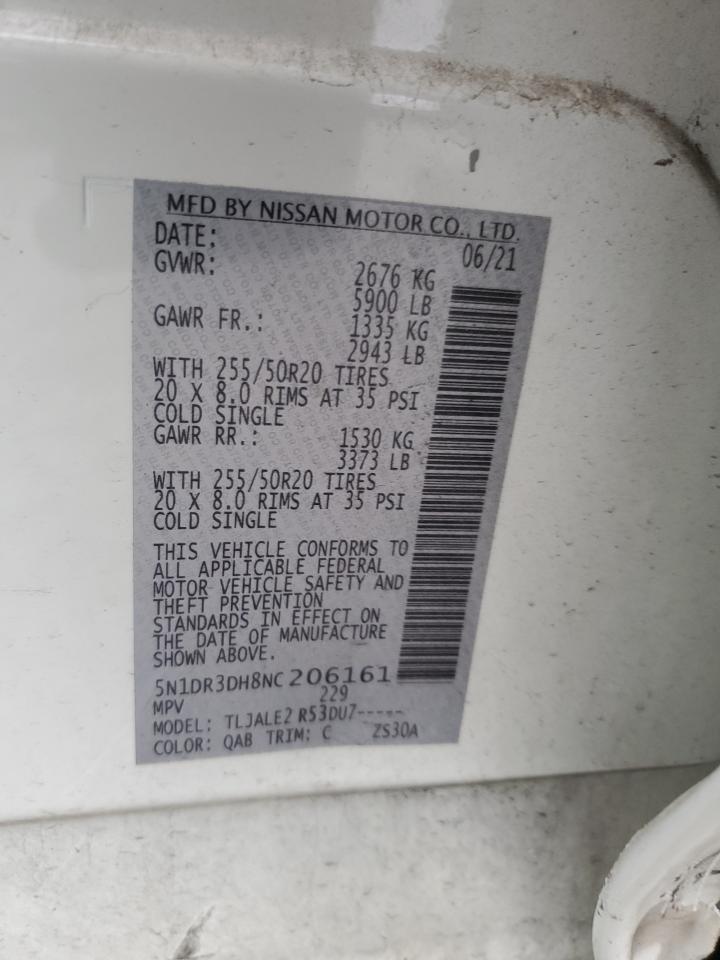 MFD BY NISSAN MOTOR CO., LTD.
DATE: 06/21
GVWR: 2676 KG
5900 LB
GAWR FR.: 1335 KG
2943 LB
WITH 255/50R20 TIRES
20 X 8.0 RIMS AT 35 PSI
COLD SINGLE
GAWR RR.: 1530 KG
3373 LB
WITH 255/50R20 TIRES
20 X 8.0 RIMS AT 35 PSI
COLD SINGLE
THIS VEHICLE CONFORMS TO
ALL APPLICABLE FEDERAL
MOTOR VEHICLE SAFETY AND
THEFT PREVENTION
STANDARDS IN EFFECT ON
THE DATE OF MANUFACTURE
SHOWN ABOVE.
5N1DR3DH8NC206161
MPV 229
MODEL: TLJALE2 R53DU7-----
COLOR: QAB TRIM: C ZS30A